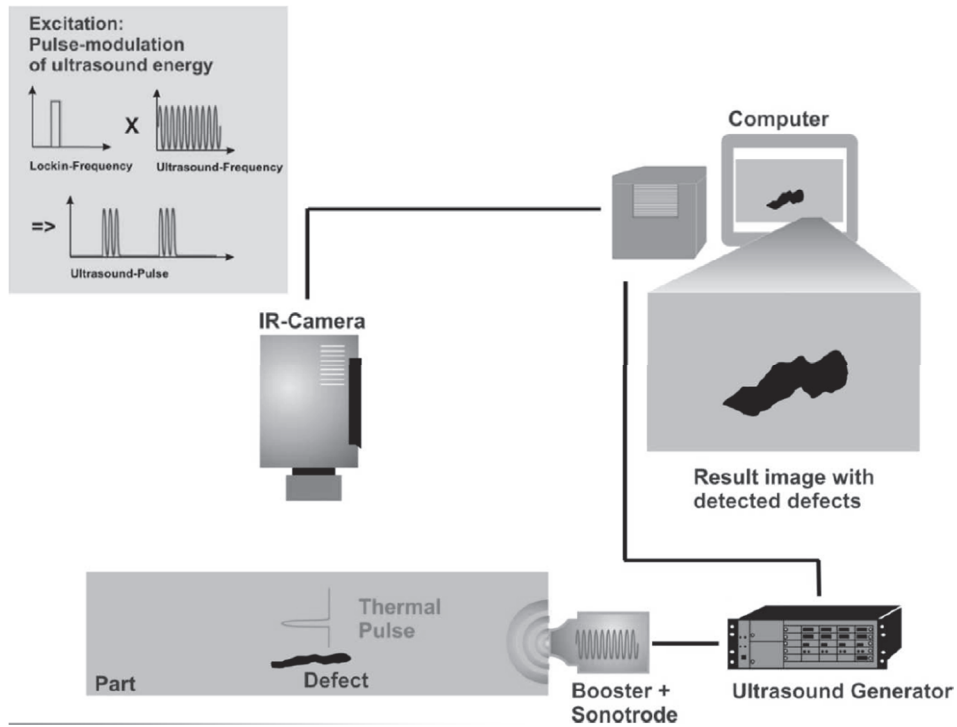 Excitation:
Pulse-modulation
of ultrasound energy
X
Lockin-Frequency
Ultrasound-Frequency
=>
Ultrasound-Pulse
Computer
IR-Camera
Result image with
detected defects
Thermal
Pulse
Defect
Part
Booster +
Sonotrode
Ultrasound Generator